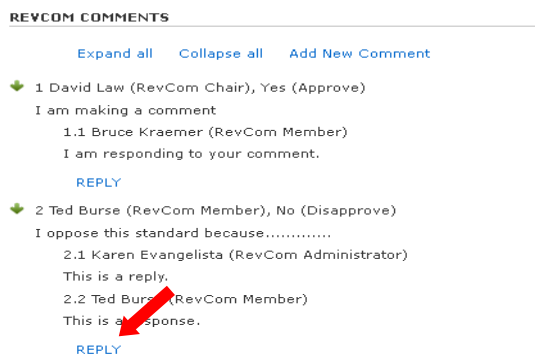 REVCOM COMMENTS
Expand all Collapse all Add New Comment
1 David Law (RevCom Chair), Yes (Approve)
I am making a comment
1.1 Bruce Kraemer (RevCom Member)
I am responding to your comment.
REPLY
2 Ted Burse (RevCom Member), No (Disapprove)
I oppose this standard because.............
2.1 Karen Evangelista (RevCom Administrator)
This is a reply.
2.2 Ted Burse (RevCom Member)
This is a response.
REPLY